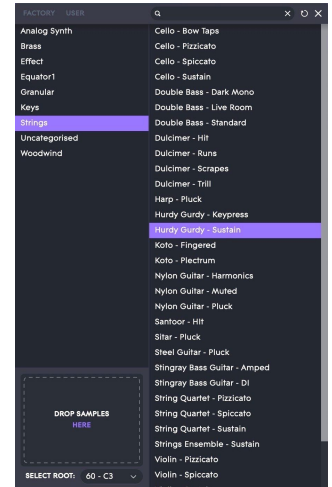 FACTORY USER
Analog Synth
Brass
Effect
Equator1
Granular
Keys
Strings
Uncategorised
Woodwind
Cello - Bow Taps
Cello - Pizzicato
Cello - Spiccato
Cello - Sustain
Double Bass - Dark Mono
Double Bass - Live Room
Double Bass - Standard
Dulcimer - Hit
Dulcimer - Runs
Dulcimer - Scrapes
Dulcimer - Trill
Harp - Pluck
Hurdy Gurdy - Keypress
Hurdy Gurdy - Sustain
Koto - Fingered
Koto - Plectrum
Nylon Guitar - Harmonics
Nylon Guitar - Muted
Nylon Guitar - Pluck
Santoor - Hit
Sitar - Pluck
Steel Guitar - Pluck
Stingray Bass Guitar - Amped
Stingray Bass Guitar - DI
String Quartet - Pizzicato
String Quartet - Spiccato
String Quartet - Sustain
Strings Ensemble - Sustain
Violin - Pizzicato
Violin - Spiccato
DROP SAMPLES
HERE
SELECT ROOT: 60 - C3